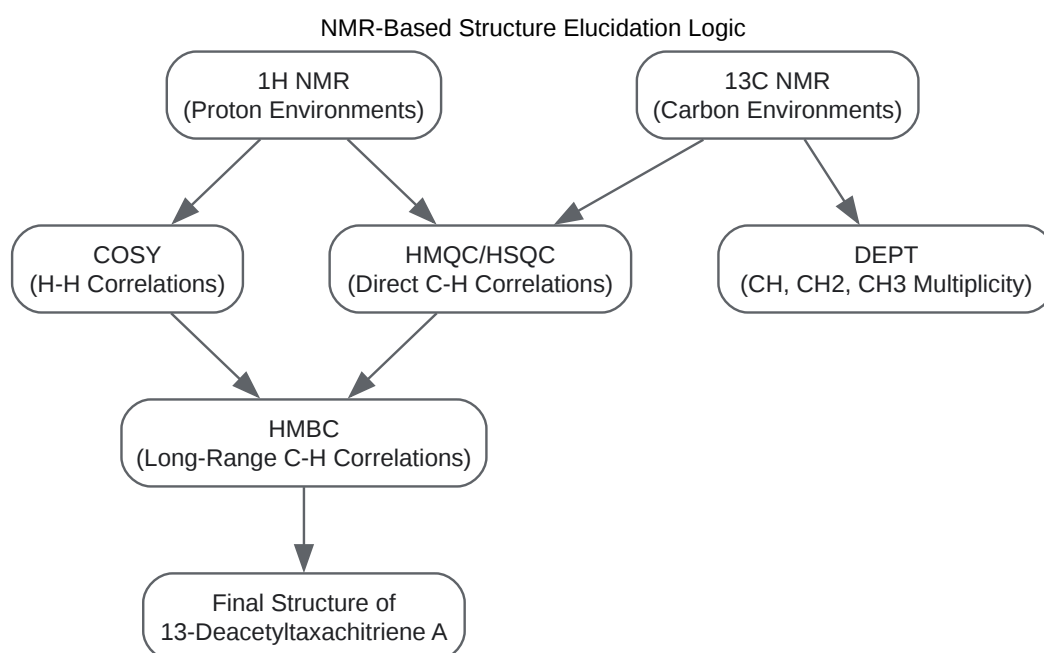 NMR-Based Structure Elucidation Logic
1H NMR
(Proton Environments)
13C NMR
(Carbon Environments)
COSY
(H-H Correlations)
HMQC/HSQC
(Direct C-H Correlations)
DEPT
(CH, CH2, CH3 Multiplicity)
HMBC
(Long-Range C-H Correlations)
Final Structure of
13-Deacetyltaxachitriene A